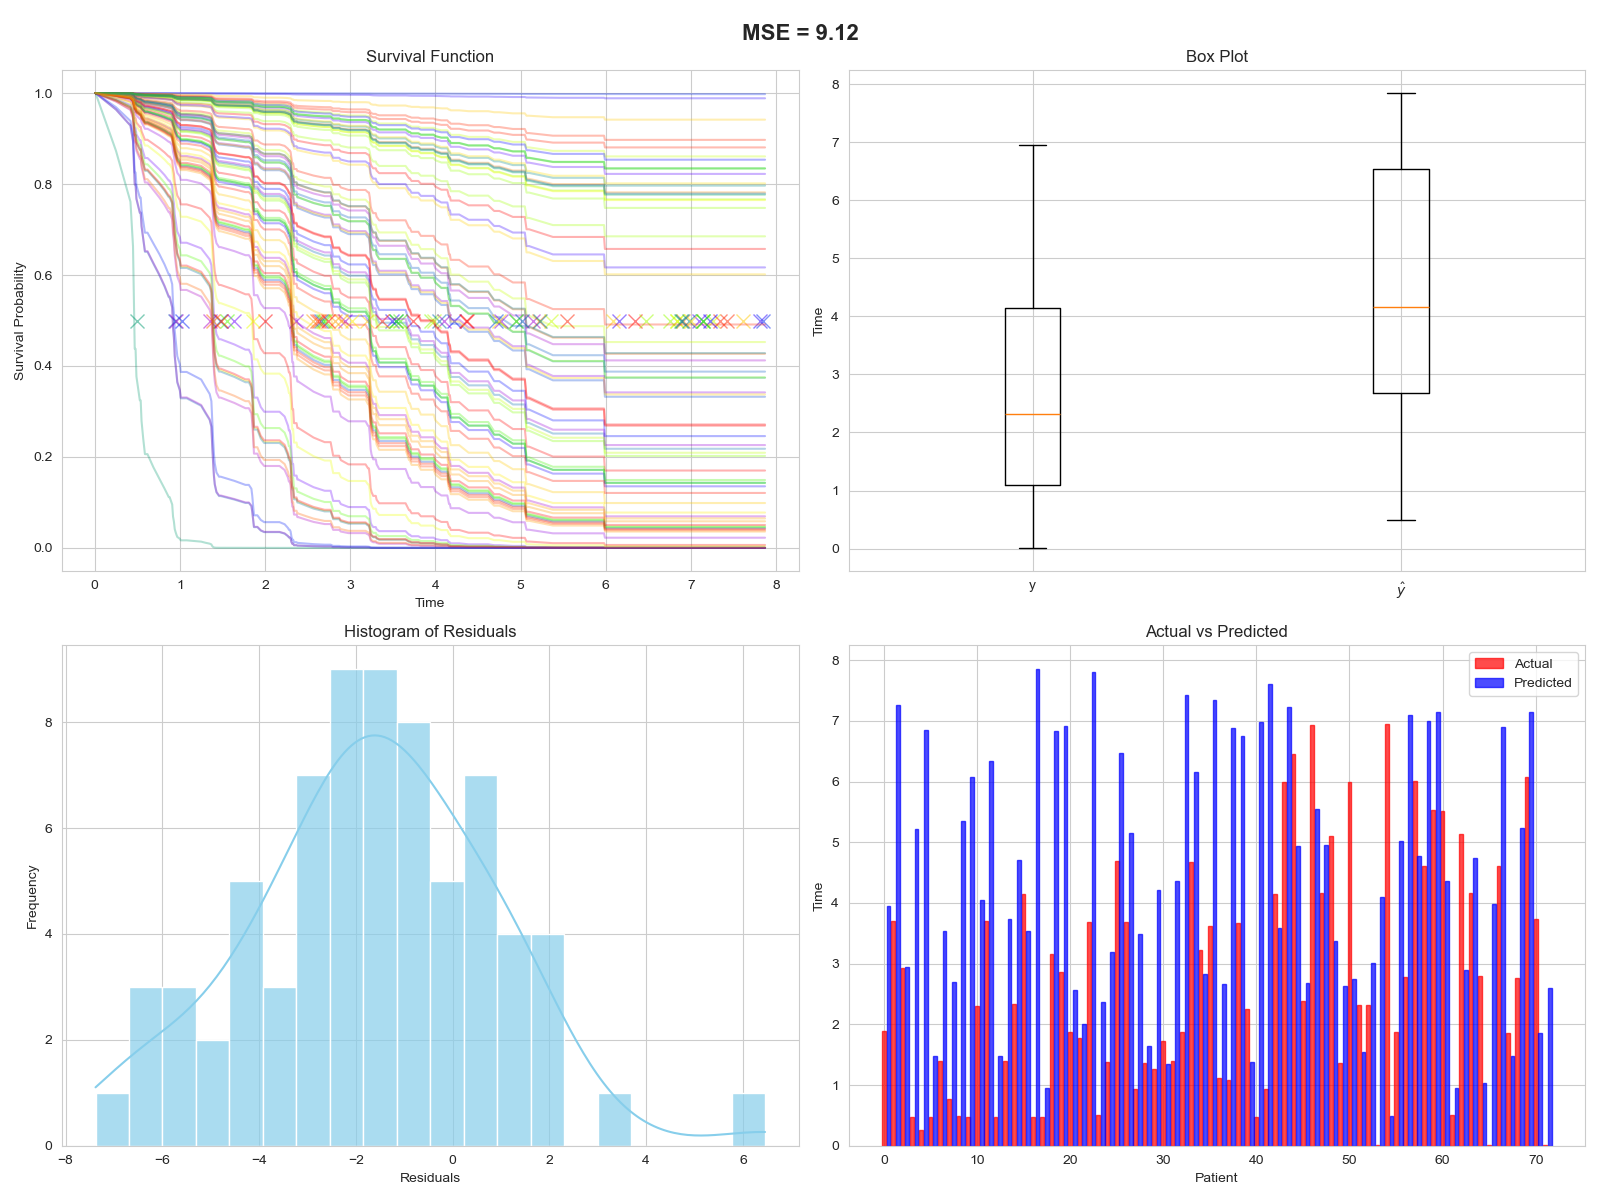 MSE = 9.12
Survival Function
Survival Probability
1.0
0.8
0.6
0.4
0.2
0.0
0 1 2 3 4 5 6 7 8
Time
Box Plot
Time
8
7
6
5
4
3
2
1
0
y ŷ
Histogram of Residuals
Frequency
8
6
4
2
0
−8 −6 −4 −2 0 2 4 6
Residuals
Actual vs Predicted
Actual
Predicted
Time
8
7
6
5
4
3
2
1
0
0 10 20 30 40 50 60 70
Patient